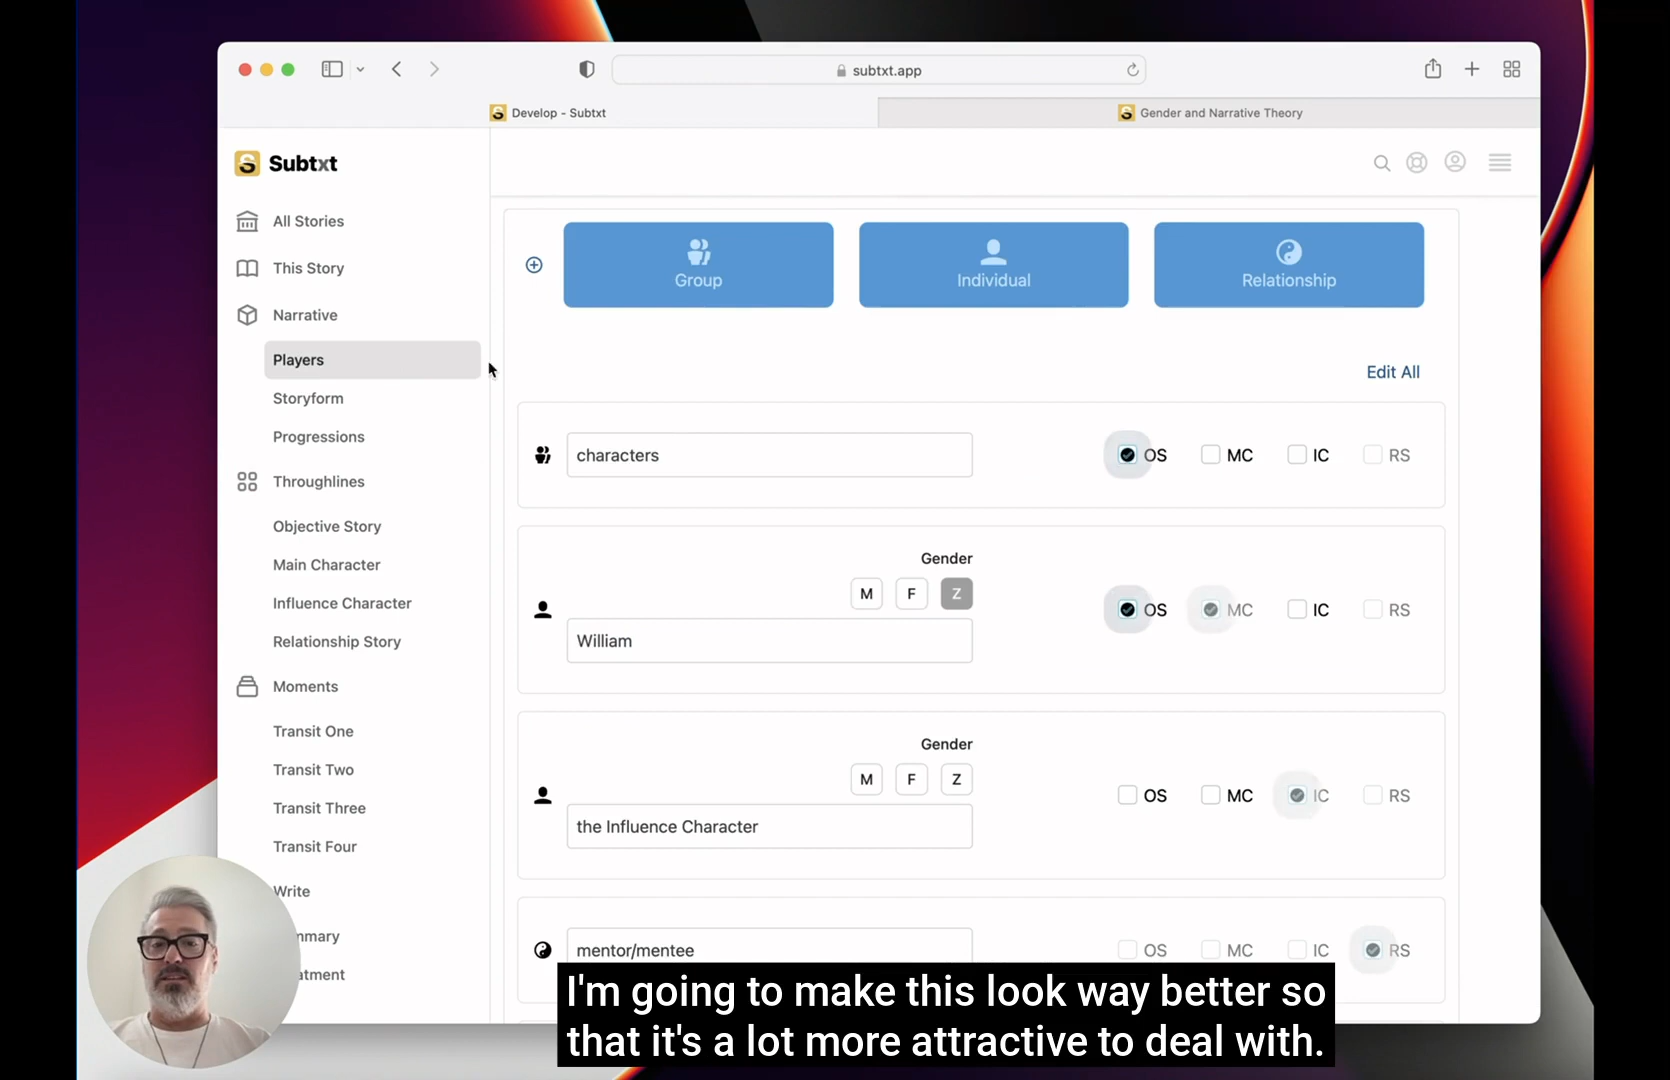 subtxt.app
Develop - Subtxt
Gender and Narrative Theory
Subtxt
All Stories
This Story
Narrative
Players
Storyform
Progressions
Throughlines
Objective Story
Main Character
Influence Character
Relationship Story
Moments
Transit One
Transit Two
Transit Three
Transit Four
Write
mmary
atment
Group
Individual
Relationship
Edit All
characters
OS MC IC RS
Gender
M F Z
William
OS MC IC RS
Gender
M F Z
the Influence Character
OS MC IC RS
mentor/mentee
OS MC IC RS
I'm going to make this look way better so
that it's a lot more attractive to deal with.